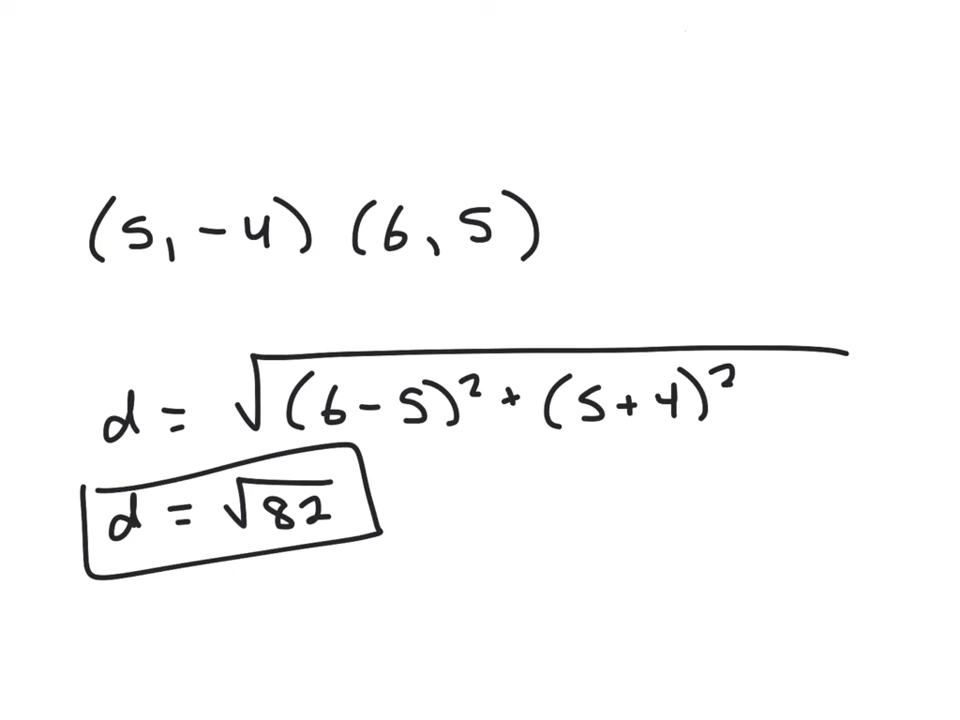 (5, -4) (6, 5)
d = √(6-5)² + (5+4)²
d = √82